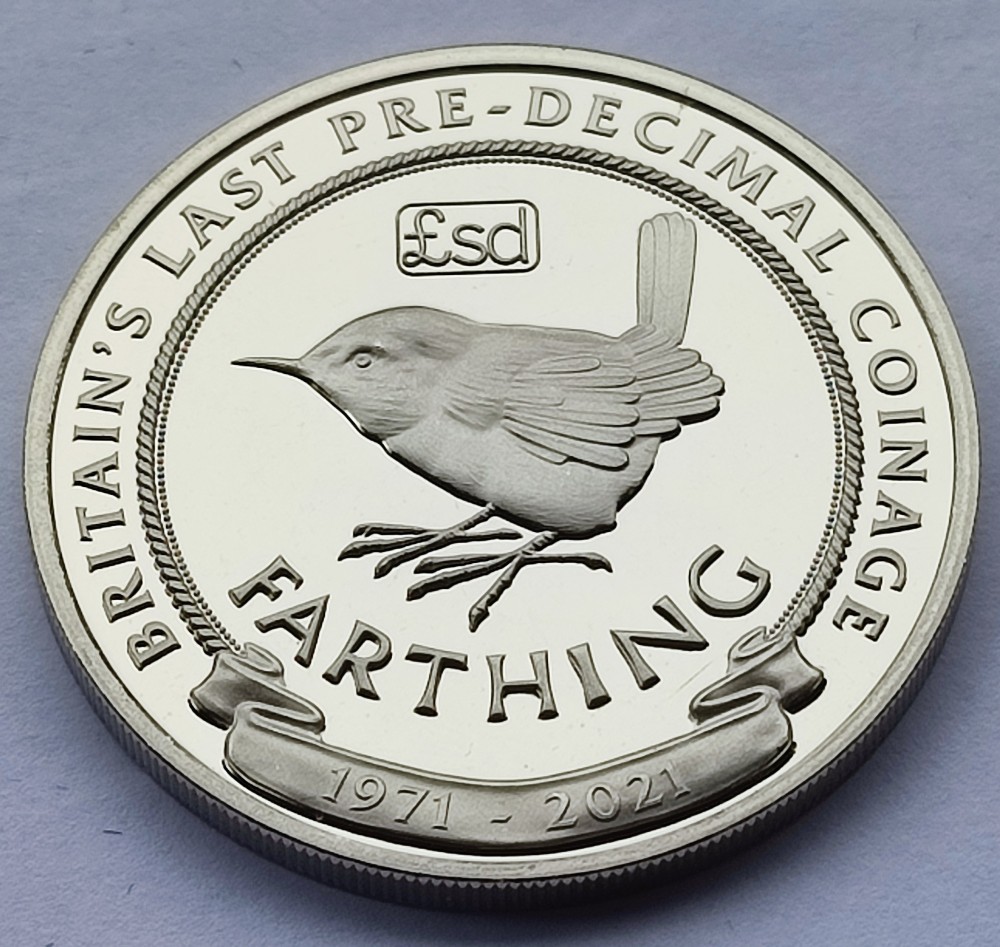 BRITAIN'S LAST PRE-DECIMAL COINAGE
£sd
FARTHING
1971 - 2021